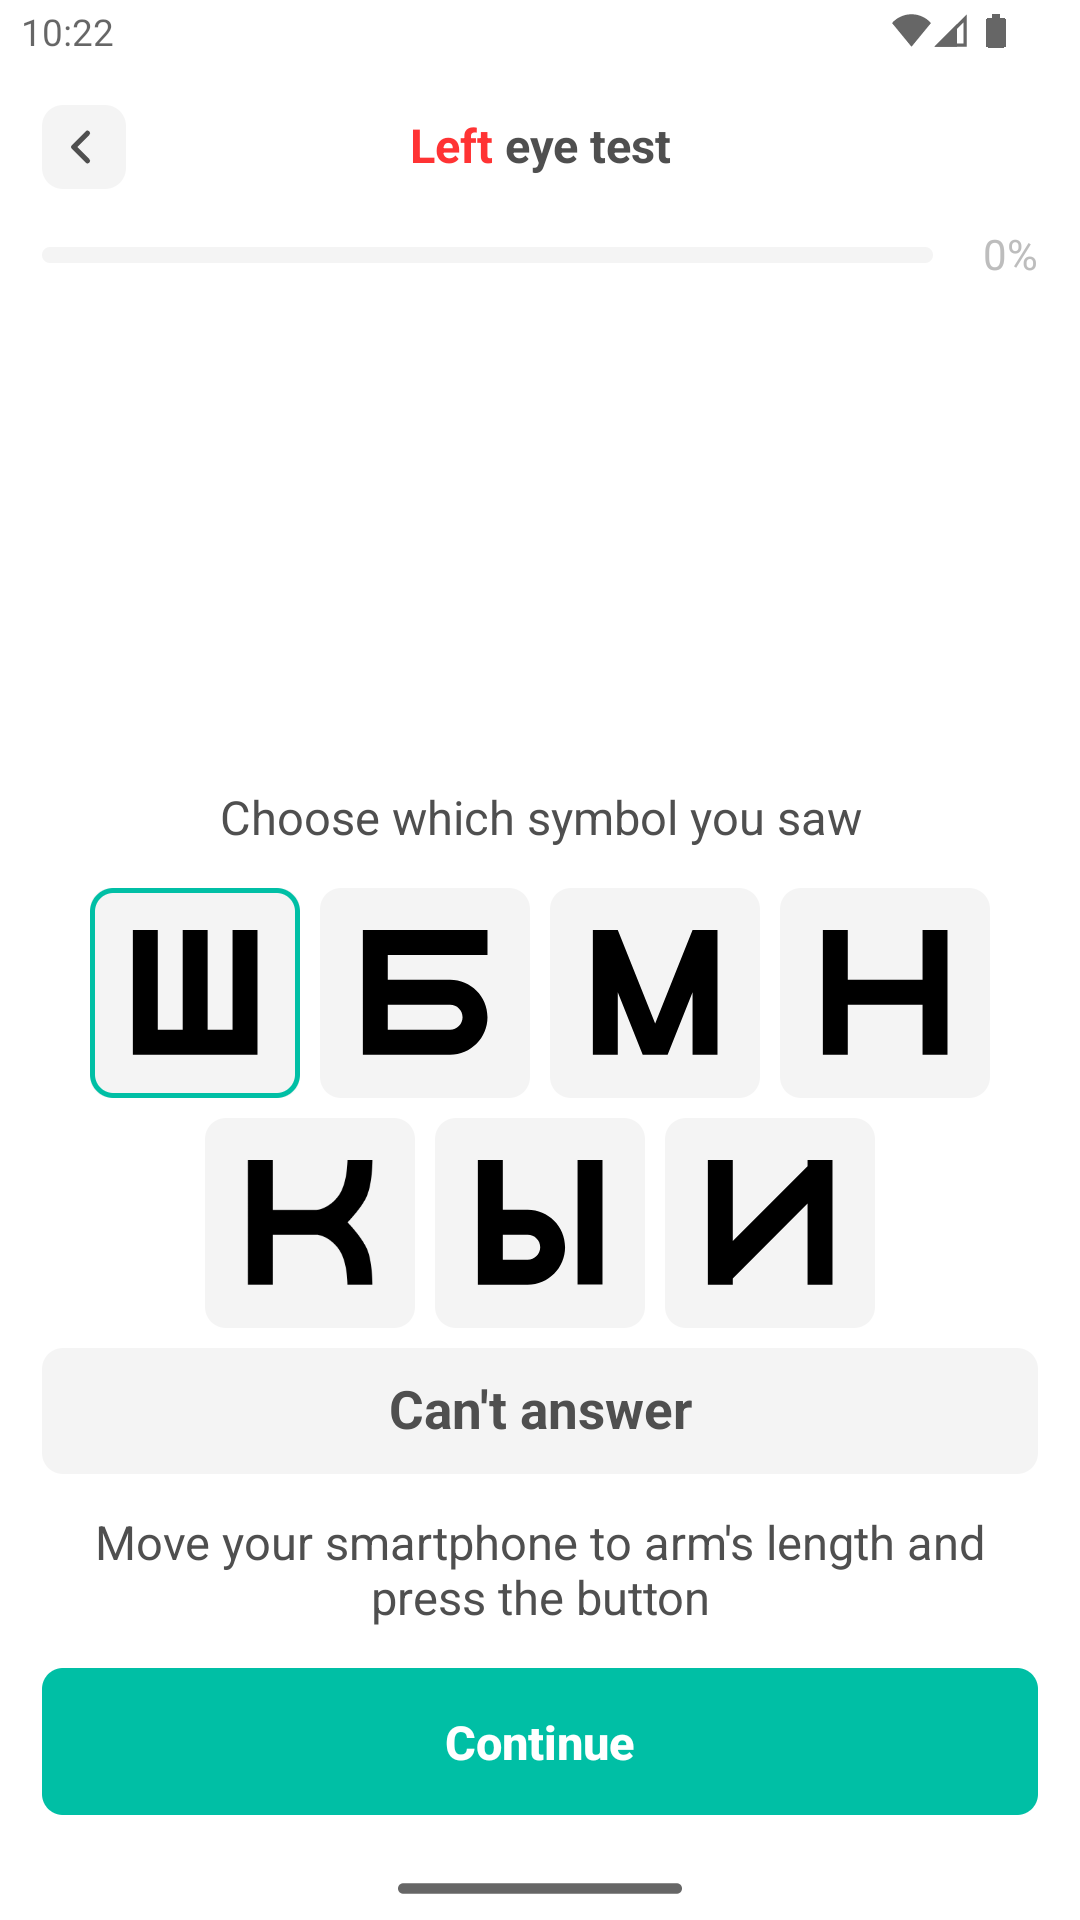 10:22
Left eye test
0%
Choose which symbol you saw
Ш Б М Н
К Ы И
Can't answer
Move your smartphone to arm's length and
press the button
Continue